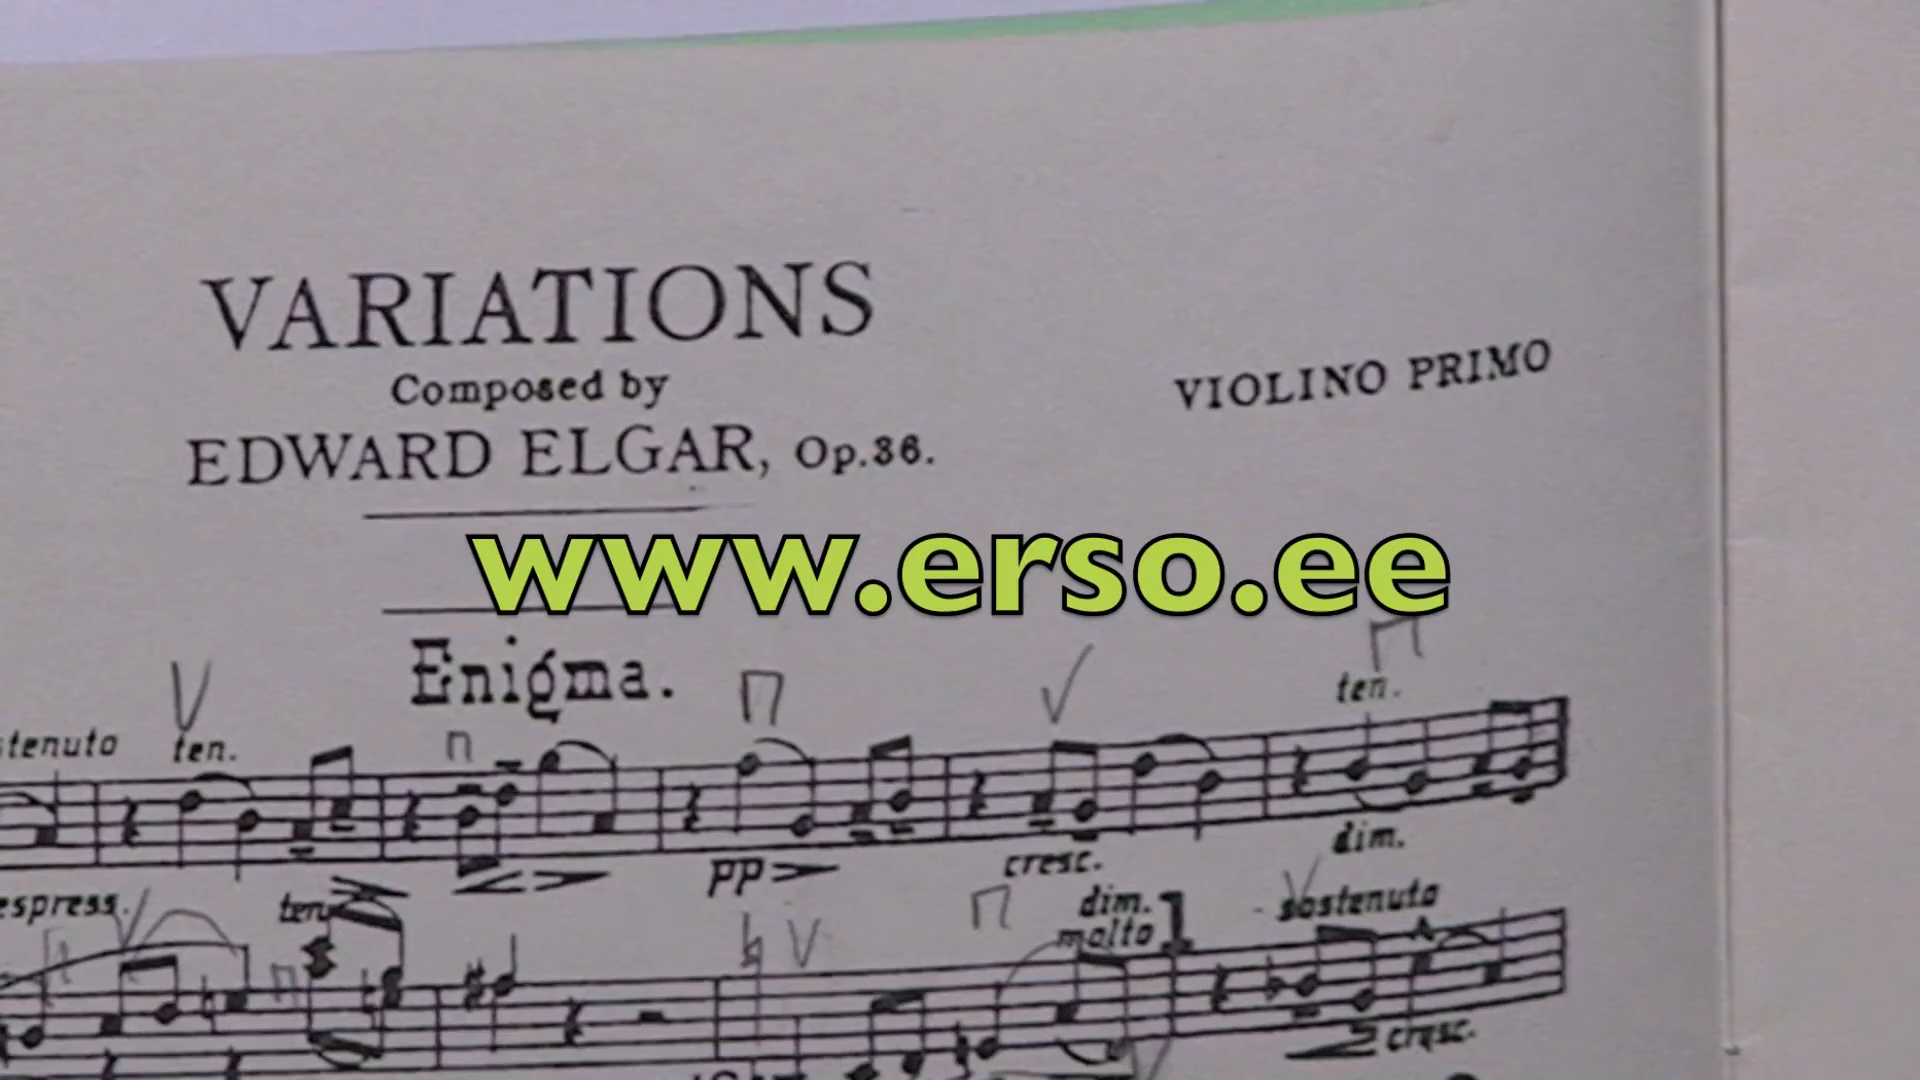 VARIATIONS
Composed by
EDWARD ELGAR, Op.36.
VIOLINO PRIMO
www.erso.ee
Enigma.
ten.
tenuto ten.
pp cresc. dim.
espress. ten dim. sostenuto
molto
cresc.